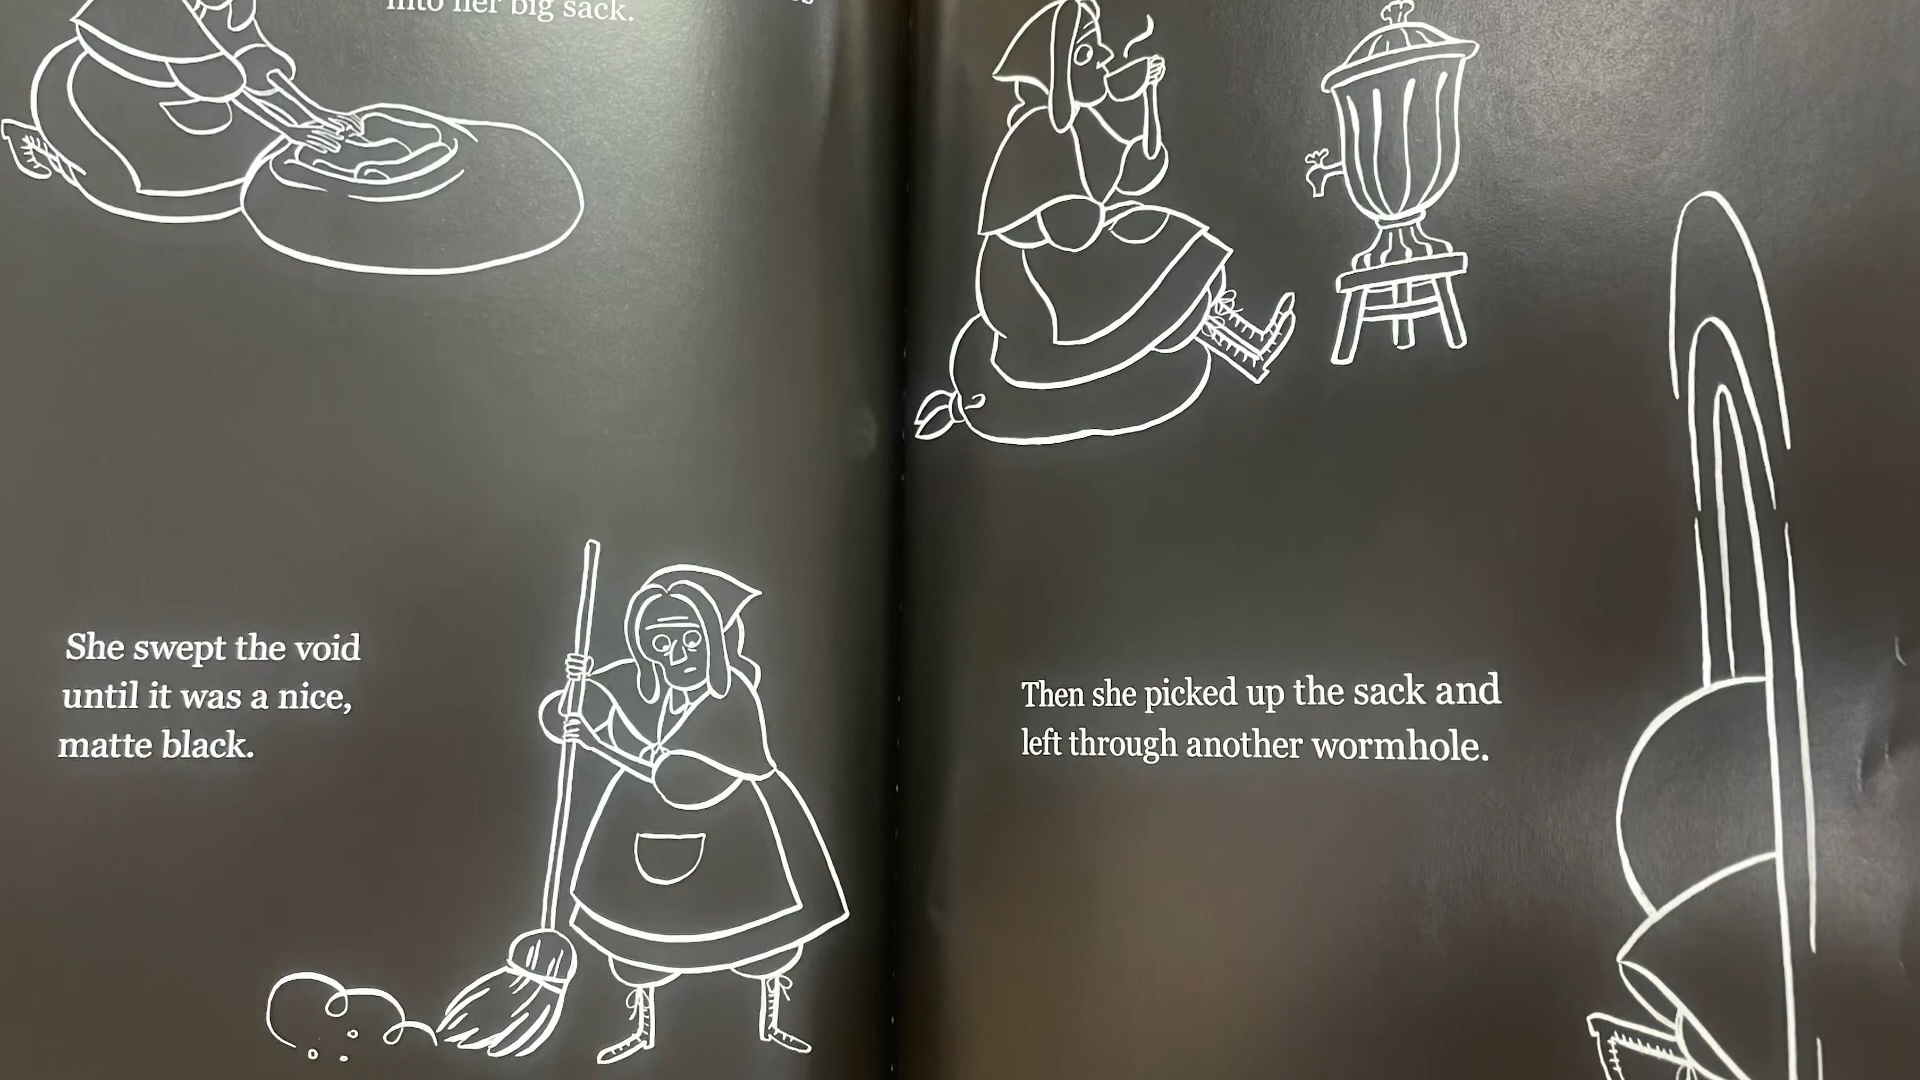 into her big sack.
She swept the void
until it was a nice,
matte black.
Then she picked up the sack and
left through another wormhole.